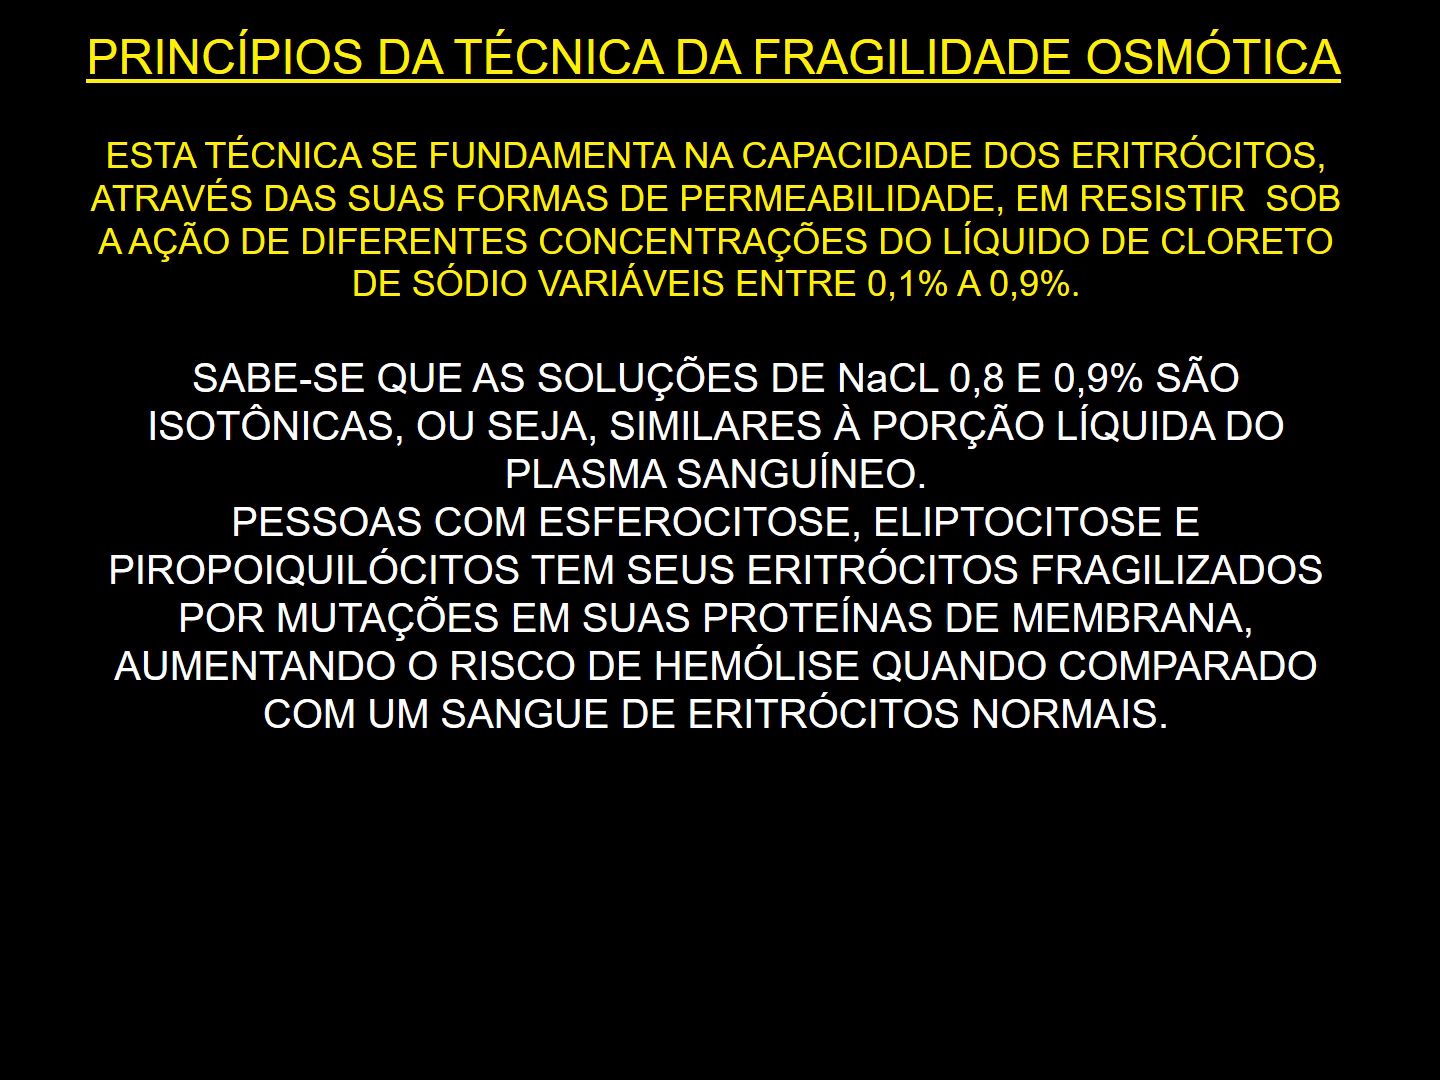 PRINCÍPIOS DA TÉCNICA DA FRAGILIDADE OSMÓTICA
ESTA TÉCNICA SE FUNDAMENTA NA CAPACIDADE DOS ERITRÓCITOS,
ATRAVÉS DAS SUAS FORMAS DE PERMEABILIDADE, EM RESISTIR  SOB
A AÇÃO DE DIFERENTES CONCENTRAÇÕES DO LÍQUIDO DE CLORETO
DE SÓDIO VARIÁVEIS ENTRE 0,1% A 0,9%.
SABE-SE QUE AS SOLUÇÕES DE NaCL 0,8 E 0,9% SÃO
ISOTÔNICAS, OU SEJA, SIMILARES À PORÇÃO LÍQUIDA DO
PLASMA SANGUÍNEO.
PESSOAS COM ESFEROCITOSE, ELIPTOCITOSE E
PIROPOIQUILÓCITOS TEM SEUS ERITRÓCITOS FRAGILIZADOS
POR MUTAÇÕES EM SUAS PROTEÍNAS DE MEMBRANA,
AUMENTANDO O RISCO DE HEMÓLISE QUANDO COMPARADO
COM UM SANGUE DE ERITRÓCITOS NORMAIS.